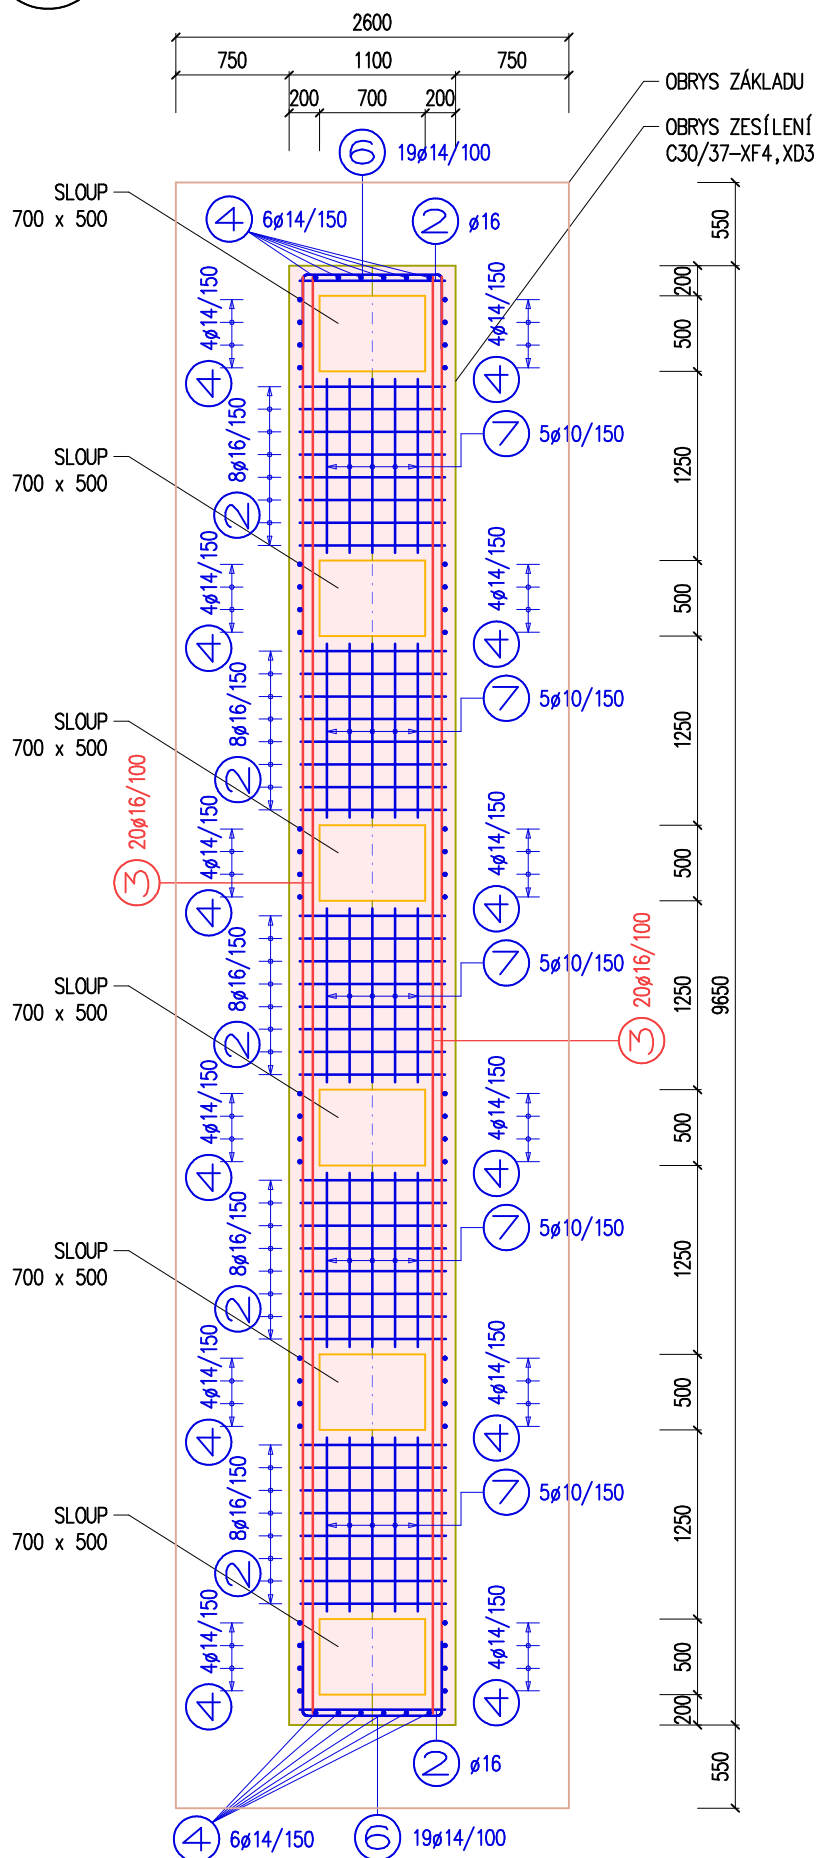 2600
750 1100 750
200 700 200
OBRYS ZÁKLADU
OBRYS ZESÍLENÍ
C30/37-XF4,XD3
6 19ø14/100
SLOUP
700 x 500
4 6ø14/150
2 ø16
550
200
4ø14/150
4
4ø14/150
4
500
8ø16/150
2
7 5ø10/150
1250
SLOUP
700 x 500
4ø14/150
4
4ø14/150
4
500
8ø16/150
2
7 5ø10/150
1250
SLOUP
700 x 500
3 20ø16/100
4ø14/150
4
4ø14/150
4
500
8ø16/150
2
7 5ø10/150
1250
9650
3 20ø16/100
SLOUP
700 x 500
4ø14/150
4
4ø14/150
4
500
8ø16/150
2
7 5ø10/150
1250
SLOUP
700 x 500
4ø14/150
4
4ø14/150
4
500
8ø16/150
2
7 5ø10/150
1250
SLOUP
700 x 500
4ø14/150
4
4ø14/150
4
500
200
2 ø16
550
4 6ø14/150
6 19ø14/100